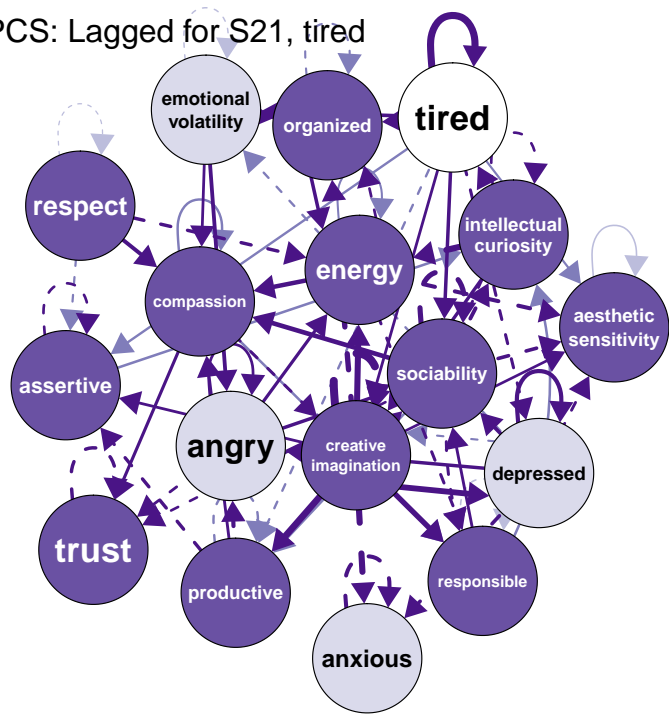 PCS: Lagged for S21, tired
emotional
volatility
organized
tired
respect
intellectual
curiosity
energy
compassion
aesthetic
sensitivity
sociability
assertive
angry
creative
imagination
depressed
trust
productive
responsible
anxious